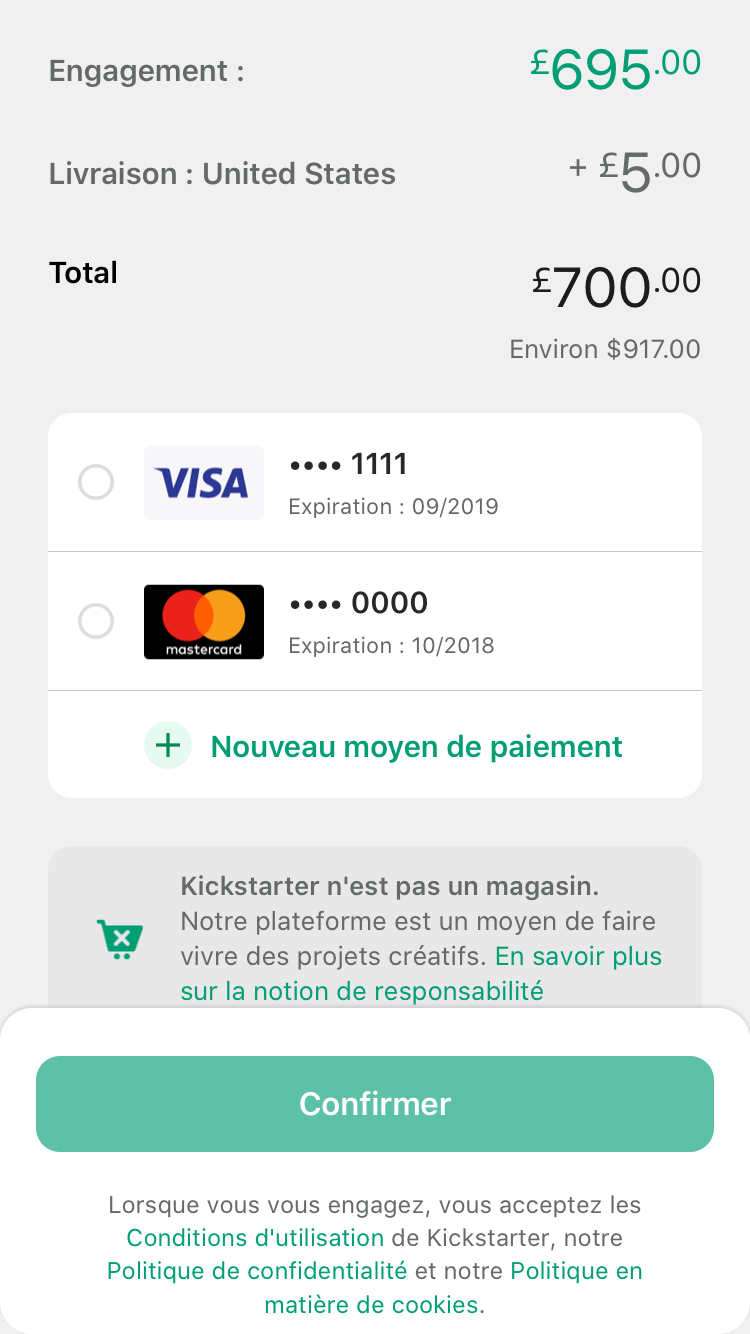 Engagement :
£695.00
Livraison : United States
+ £5.00
Total
£700.00
Environ $917.00
VISA
•••• 1111
Expiration : 09/2019
mastercard
•••• 0000
Expiration : 10/2018
+ Nouveau moyen de paiement
Kickstarter n'est pas un magasin.
Notre plateforme est un moyen de faire
vivre des projets créatifs. En savoir plus
sur la notion de responsabilité
Confirmer
Lorsque vous vous engagez, vous acceptez les
Conditions d'utilisation de Kickstarter, notre
Politique de confidentialité et notre Politique en
matière de cookies.